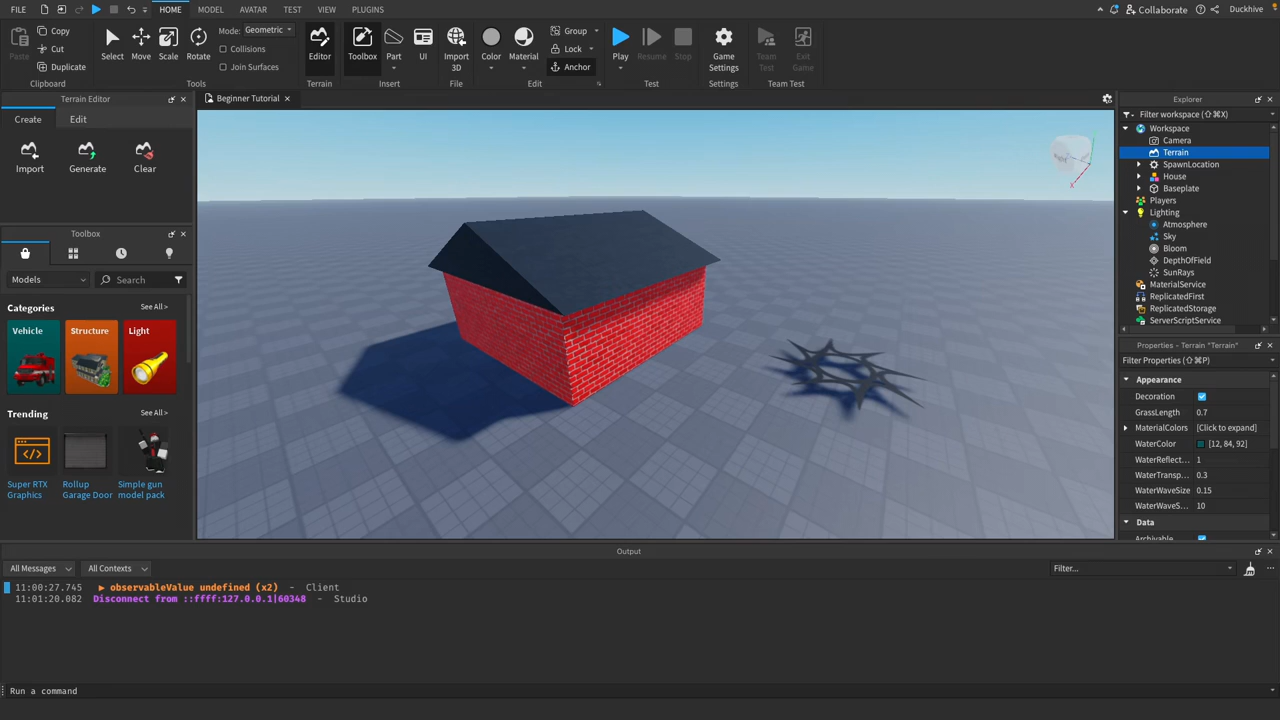 FILE
HOME
MODEL
AVATAR
TEST
VIEW
PLUGINS
Collaborate
Duckhive
Paste
Copy
Cut
Duplicate
Clipboard
Select
Move
Scale
Rotate
Mode: Geometric
Collisions
Join Surfaces
Tools
Editor
Terrain
Toolbox
Part
UI
Insert
Import
3D
File
Color
Material
Group
Lock
Anchor
Edit
Play
Resume
Stop
Test
Game
Settings
Settings
Team
Test
Exit
Game
Team Test
Terrain Editor
Create
Edit
Import
Generate
Clear
Toolbox
Models
Search
Categories
See All >
Vehicle
Structure
Light
Trending
See All >
Super RTX
Graphics
Rollup
Garage Door
Simple gun
model pack
Beginner Tutorial
Explorer
Filter workspace (⇧⌘X)
Workspace
Camera
Terrain
SpawnLocation
House
Baseplate
Players
Lighting
Atmosphere
Sky
Bloom
DepthOfField
SunRays
MaterialService
ReplicatedFirst
ReplicatedStorage
ServerScriptService
Properties - Terrain "Terrain"
Filter Properties (⇧⌘P)
Appearance
Decoration
GrassLength 0.7
MaterialColors [Click to expand]
WaterColor [12, 84, 92]
WaterReflect... 1
WaterTransp... 0.3
WaterWaveSize 0.15
WaterWaveS... 10
Data
Archivable
Output
All Messages
All Contexts
Filter...
11:00:27.745 ▶ observableValue undefined (x2) - Client
11:01:20.082 Disconnect from ::ffff:127.0.0.1|60348 - Studio
Run a command